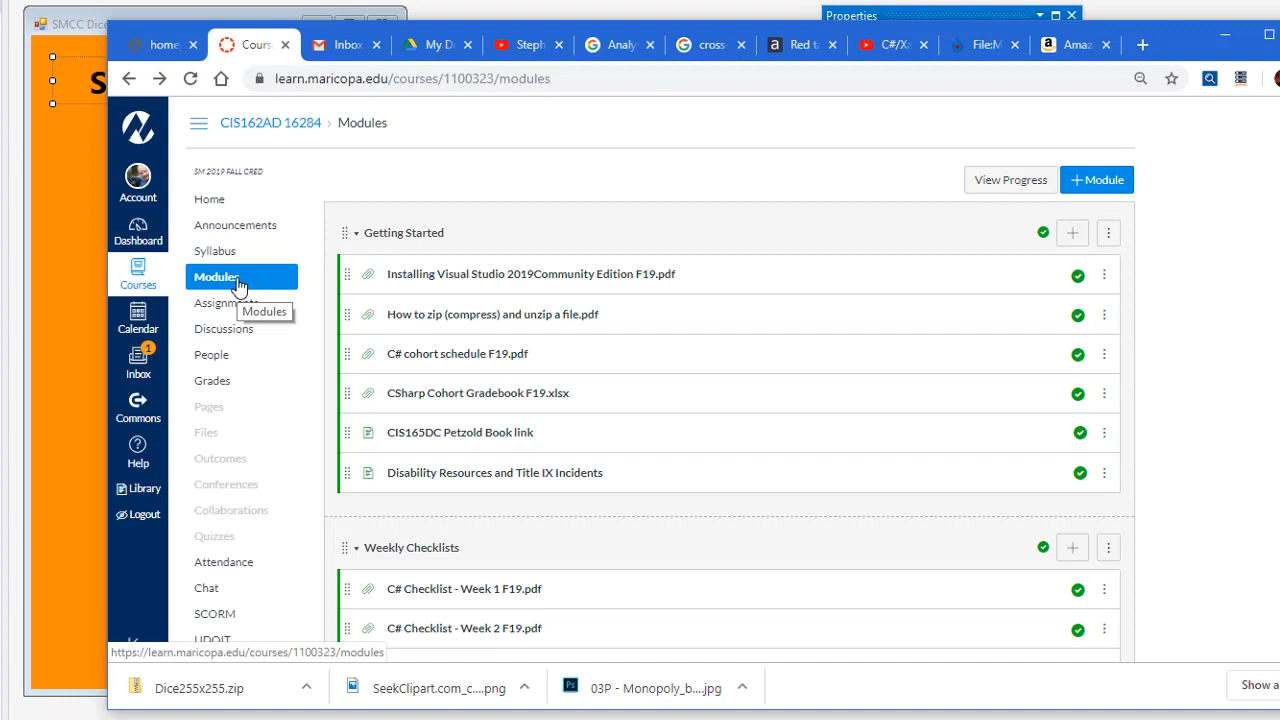 SMCC Dice
Properties
home
Cours
Inbox
My D
Steph
Analy
cross-
Red ta
C#/Xa
File:M
Amaz
learn.maricopa.edu/courses/1100323/modules
S
CIS162AD 16284 › Modules
SM 2019 FALL CRED
View Progress
+ Module
Account
Dashboard
Courses
Calendar
1
Inbox
Commons
Help
Library
Logout
Home
Announcements
Syllabus
Modules
Assignments
Modules
Discussions
People
Grades
Pages
Files
Outcomes
Conferences
Collaborations
Quizzes
Attendance
Chat
SCORM
UDOIT
Getting Started
Installing Visual Studio 2019Community Edition F19.pdf
How to zip (compress) and unzip a file.pdf
C# cohort schedule F19.pdf
CSharp Cohort Gradebook F19.xlsx
CIS165DC Petzold Book link
Disability Resources and Title IX Incidents
Weekly Checklists
C# Checklist - Week 1 F19.pdf
C# Checklist - Week 2 F19.pdf
https://learn.maricopa.edu/courses/1100323/modules
Dice255x255.zip
SeekClipart.com_c....png
03P - Monopoly_b....jpg
Show a